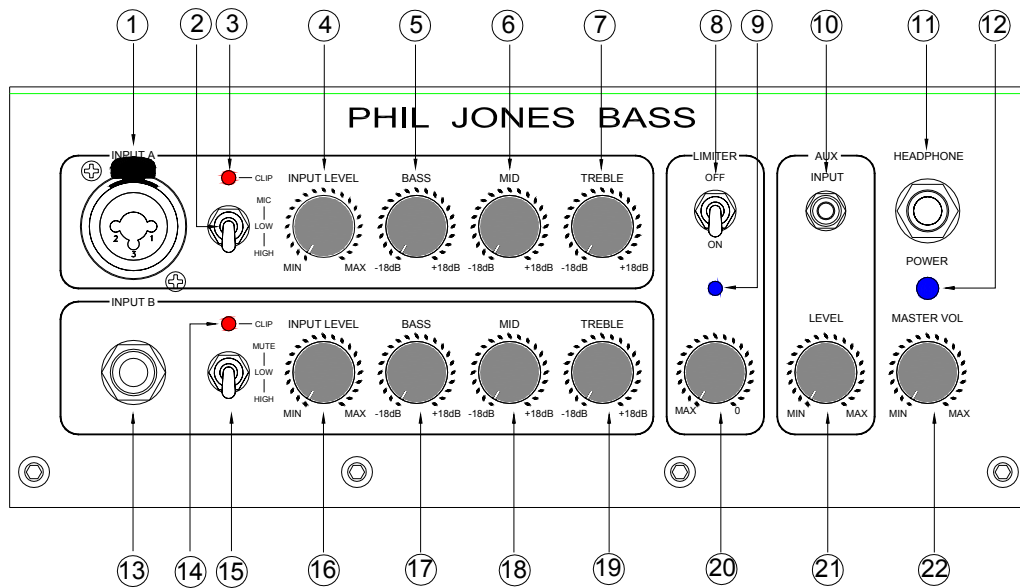 1 2 3 4 5 6 7 8 9 10 11 12
PHIL JONES BASS
INPUT A
CLIP
MIC
LOW
HIGH
2 1
3
INPUT LEVEL
MIN MAX
BASS
-18dB +18dB
MID
-18dB +18dB
TREBLE
-18dB +18dB
LIMITER
OFF
ON
AUX
INPUT
HEADPHONE
POWER
INPUT B
CLIP
MUTE
LOW
HIGH
INPUT LEVEL
MIN MAX
BASS
-18dB +18dB
MID
-18dB +18dB
TREBLE
-18dB +18dB
MAX 0
LEVEL
MIN MAX
MASTER VOL
MIN MAX
13 14 15 16 17 18 19 20 21 22